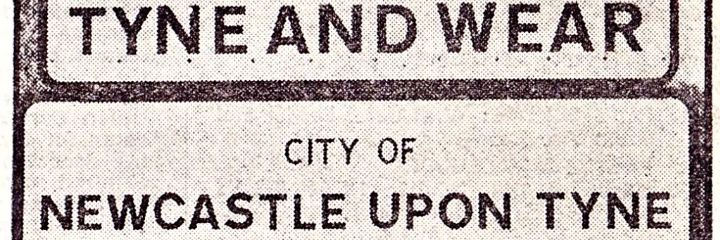 TYNE AND WEAR
CITY OF
NEWCASTLE UPON TYNE